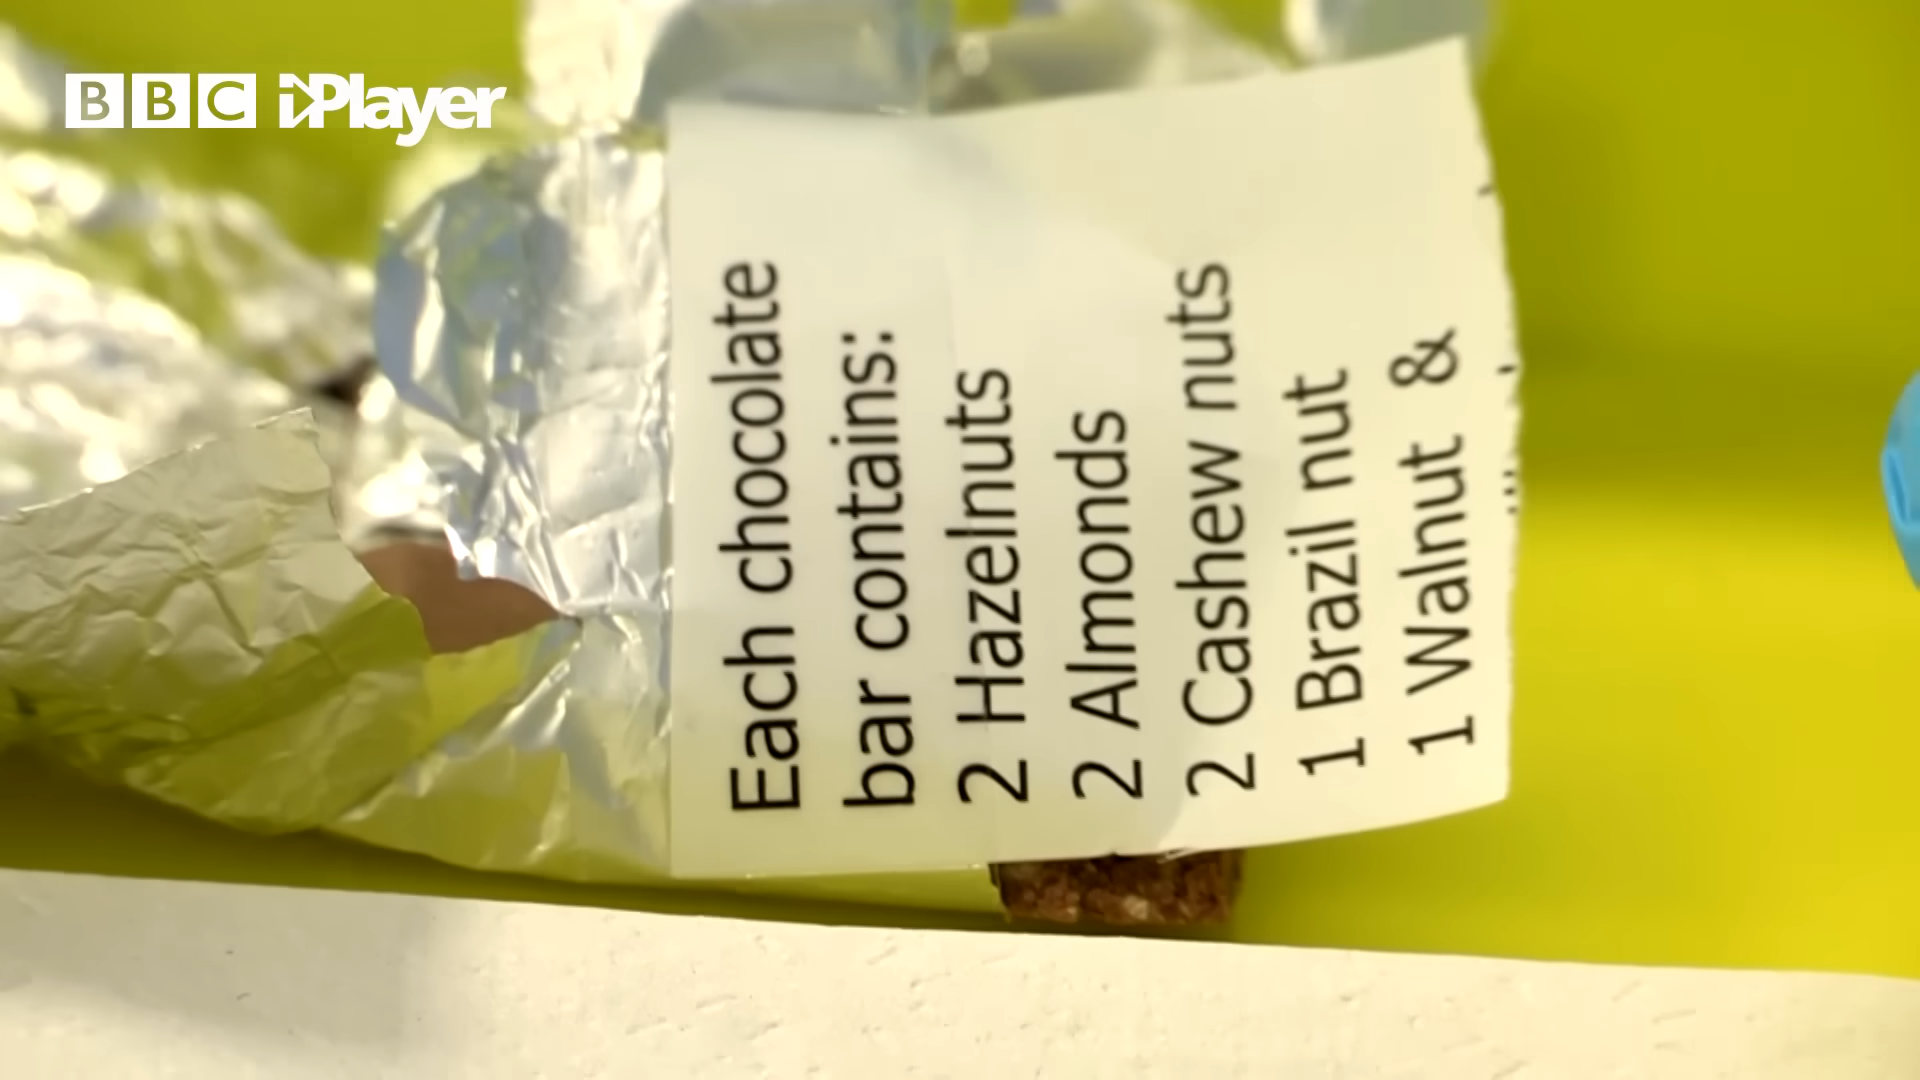 BBC iPlayer
Each chocolate
bar contains:
2 Hazelnuts
2 Almonds
2 Cashew nuts
1 Brazil nut
1 Walnut &